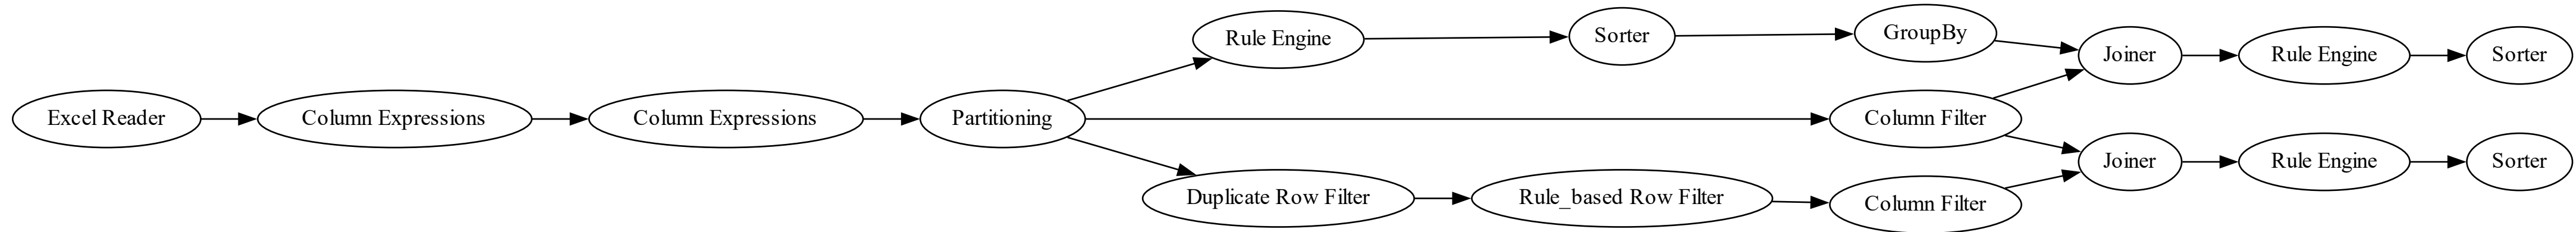 Excel Reader
Column Expressions
Column Expressions
Partitioning
Rule Engine
Sorter
GroupBy
Joiner
Rule Engine
Sorter
Column Filter
Duplicate Row Filter
Rule_based Row Filter
Column Filter
Joiner
Rule Engine
Sorter